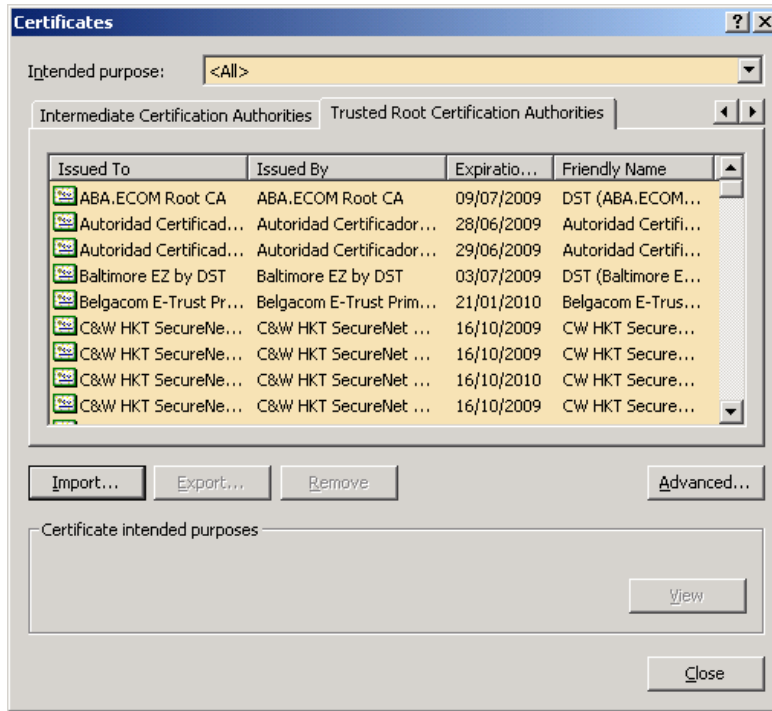 Certificates
Intended purpose: <All>
Intermediate Certification Authorities Trusted Root Certification Authorities
Issued To Issued By Expiratio... Friendly Name
ABA.ECOM Root CA ABA.ECOM Root CA 09/07/2009 DST (ABA.ECOM...
Autoridad Certificad... Autoridad Certificador... 28/06/2009 Autoridad Certifi...
Autoridad Certificad... Autoridad Certificador... 29/06/2009 Autoridad Certifi...
Baltimore EZ by DST Baltimore EZ by DST 03/07/2009 DST (Baltimore E...
Belgacom E-Trust Pr... Belgacom E-Trust Prim... 21/01/2010 Belgacom E-Trus...
C&W HKT SecureNe... C&W HKT SecureNet ... 16/10/2009 CW HKT Secure...
C&W HKT SecureNe... C&W HKT SecureNet ... 16/10/2009 CW HKT Secure...
C&W HKT SecureNe... C&W HKT SecureNet ... 16/10/2010 CW HKT Secure...
C&W HKT SecureNe... C&W HKT SecureNet ... 16/10/2009 CW HKT Secure...
Import... Export... Remove Advanced...
Certificate intended purposes
View
Close